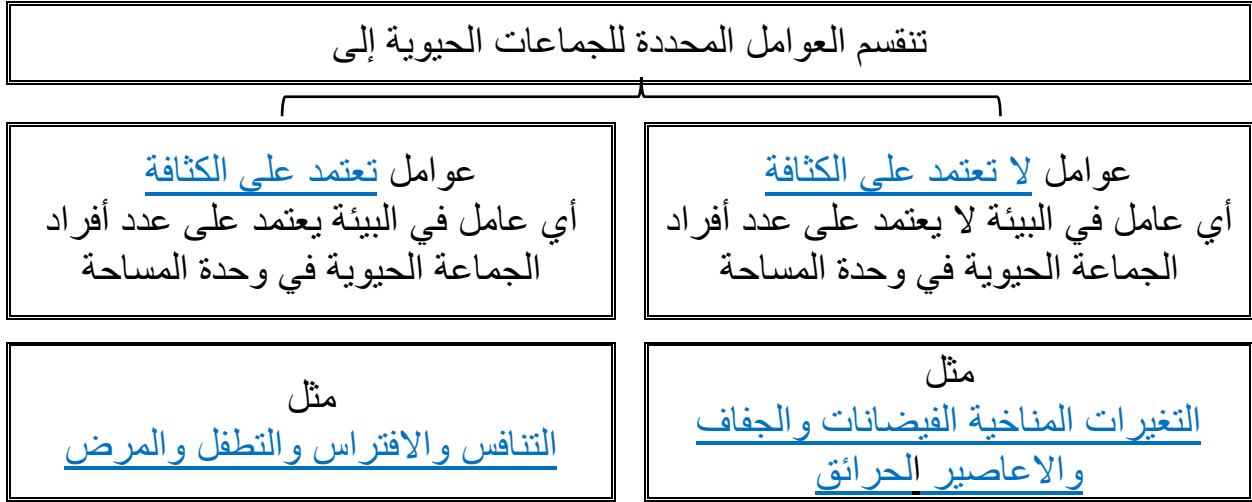 تنقسم العوامل المحددة للجماعات الحيوية إلى
عوامل لا تعتمد على الكثافة
أي عامل في البيئة لا يعتمد على عدد أفراد
الجماعة الحيوية في وحدة المساحة
عوامل تعتمد على الكثافة
أي عامل في البيئة يعتمد على عدد أفراد
الجماعة الحيوية في وحدة المساحة
مثل
التغيرات المناخية الفيضانات والجفاف
والاعاصير الحرائق
مثل
التنافس والافتراس والتطفل والمرض